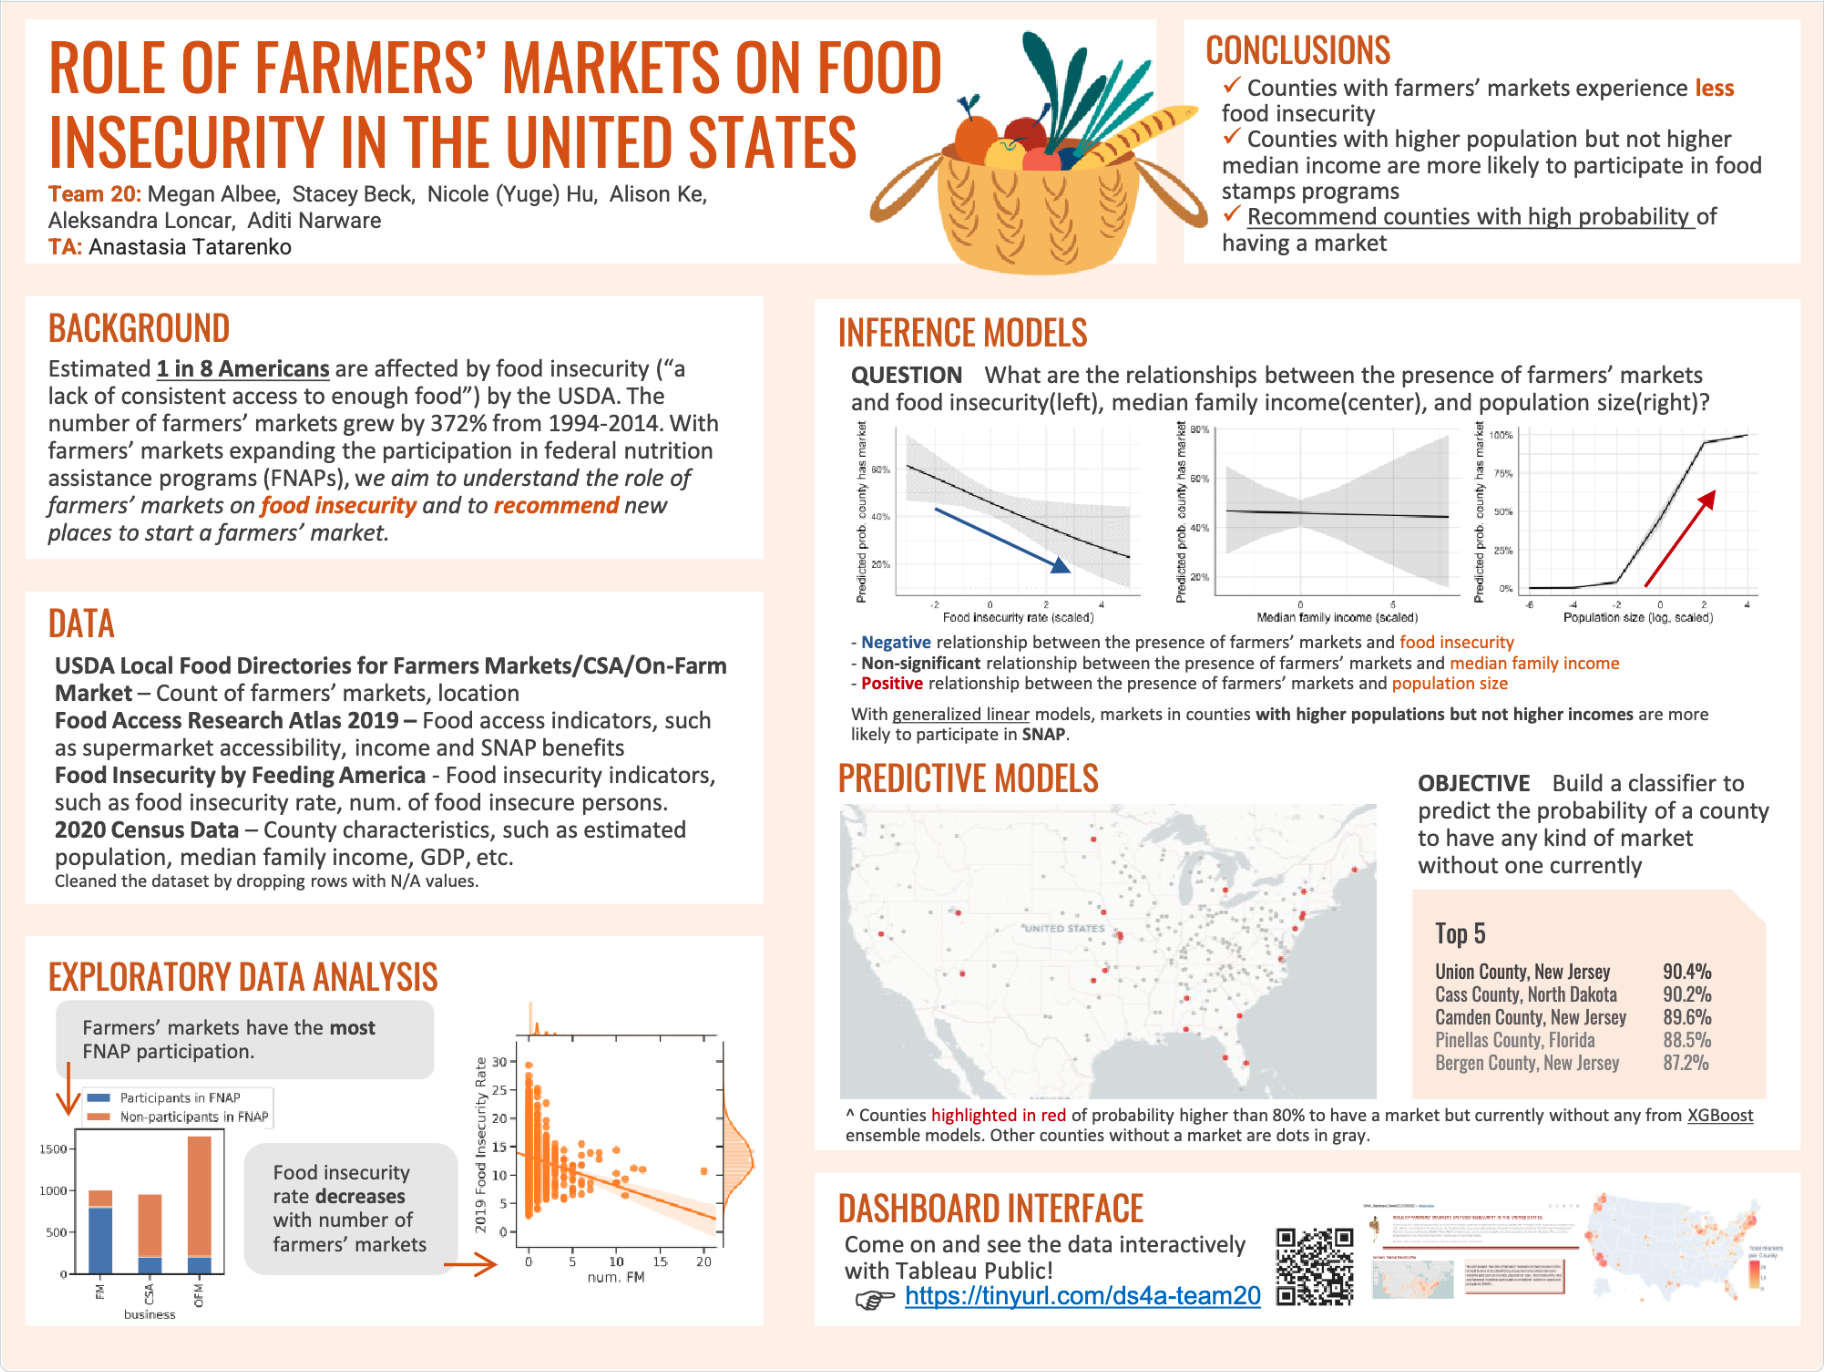 ROLE OF FARMERS’ MARKETS ON FOOD
INSECURITY IN THE UNITED STATES
Team 20: Megan Albee, Stacey Beck, Nicole (Yuge) Hu, Alison Ke,
Aleksandra Loncar, Aditi Narware
TA: Anastasia Tatarenko
CONCLUSIONS
✓ Counties with farmers’ markets experience less
food insecurity
✓ Counties with higher population but not higher
median income are more likely to participate in food
stamps programs
✓ Recommend counties with high probability of
having a market
BACKGROUND
Estimated 1 in 8 Americans are affected by food insecurity (“a
lack of consistent access to enough food”) by the USDA. The
number of farmers’ markets grew by 372% from 1994-2014. With
farmers’ markets expanding the participation in federal nutrition
assistance programs (FNAPs), we aim to understand the role of
farmers’ markets on food insecurity and to recommend new
places to start a farmers’ market.
DATA
USDA Local Food Directories for Farmers Markets/CSA/On-Farm
Market – Count of farmers’ markets, location
Food Access Research Atlas 2019 – Food access indicators, such
as supermarket accessibility, income and SNAP benefits
Food Insecurity by Feeding America - Food insecurity indicators,
such as food insecurity rate, num. of food insecure persons.
2020 Census Data – County characteristics, such as estimated
population, median family income, GDP, etc.
Cleaned the dataset by dropping rows with N/A values.
EXPLORATORY DATA ANALYSIS
Farmers’ markets have the most
FNAP participation.
Participants in FNAP
Non-participants in FNAP
1500
1000
500
0
FM
CSA
OFM
business
Food insecurity
rate decreases
with number of
farmers’ markets
2019 Food Insecurity Rate
30
25
20
15
10
5
0
0 5 10 15 20
num. FM
INFERENCE MODELS
QUESTION What are the relationships between the presence of farmers’ markets
and food insecurity(left), median family income(center), and population size(right)?
Predicted prob. county has market
60%
40%
20%
-2 0 2 4
Food insecurity rate (scaled)
Predicted prob. county has market
80%
60%
40%
20%
0 5
Median family income (scaled)
Predicted prob. county has market
100%
75%
50%
25%
0%
-6 -4 -2 0 2 4
Population size (log, scaled)
- Negative relationship between the presence of farmers’ markets and food insecurity
- Non-significant relationship between the presence of farmers’ markets and median family income
- Positive relationship between the presence of farmers’ markets and population size
With generalized linear models, markets in counties with higher populations but not higher incomes are more
likely to participate in SNAP.
PREDICTIVE MODELS
UNITED STATES
OBJECTIVE Build a classifier to
predict the probability of a county
to have any kind of market
without one currently
Top 5
Union County, New Jersey 90.4%
Cass County, North Dakota 90.2%
Camden County, New Jersey 89.6%
Pinellas County, Florida 88.5%
Bergen County, New Jersey 87.2%
^ Counties highlighted in red of probability higher than 80% to have a market but currently without any from XGBoost
ensemble models. Other counties without a market are dots in gray.
DASHBOARD INTERFACE
Come on and see the data interactively
with Tableau Public!
https://tinyurl.com/ds4a-team20
ROLE OF FARMERS' MARKETS ON FOOD INSECURITY IN THE UNITED STATES
Total Markets
per County